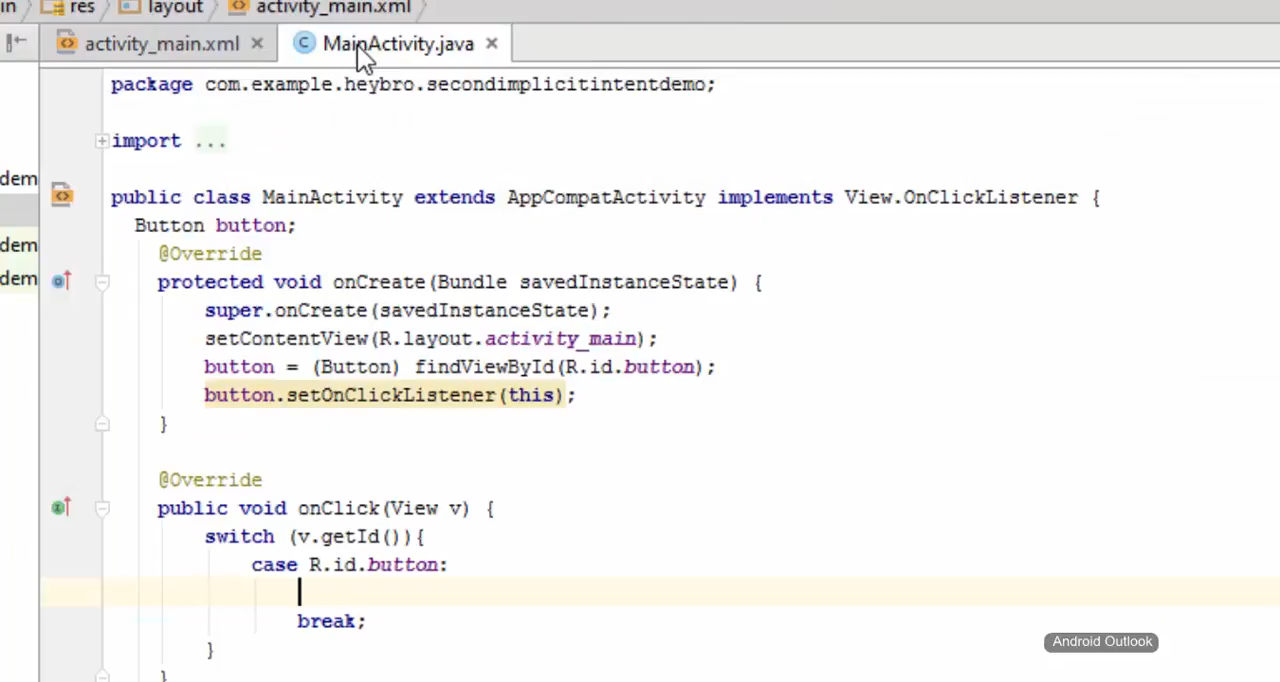 in res layout activity_main.xml
activity_main.xml MainActivity.java
package com.example.heybro.secondimplicitintentdemo;
import ...
dem
public class MainActivity extends AppCompatActivity implements View.OnClickListener {
Button button;
dem
@Override
dem
protected void onCreate(Bundle savedInstanceState) {
super.onCreate(savedInstanceState);
setContentView(R.layout.activity_main);
button = (Button) findViewById(R.id.button);
button.setOnClickListener(this);
}
@Override
public void onClick(View v) {
switch (v.getId()){
case R.id.button:
break;
}
}
Android Outlook